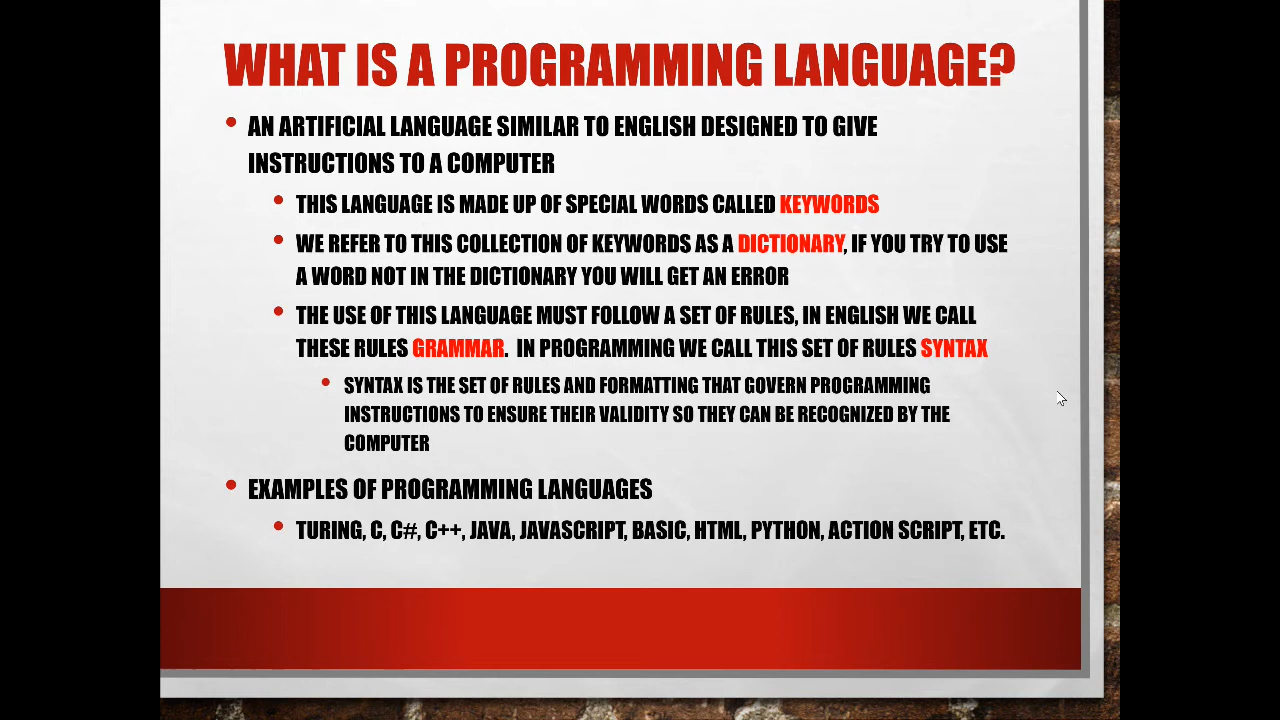 WHAT IS A PROGRAMMING LANGUAGE?
• AN ARTIFICIAL LANGUAGE SIMILAR TO ENGLISH DESIGNED TO GIVE
INSTRUCTIONS TO A COMPUTER
• THIS LANGUAGE IS MADE UP OF SPECIAL WORDS CALLED KEYWORDS
• WE REFER TO THIS COLLECTION OF KEYWORDS AS A DICTIONARY, IF YOU TRY TO USE
A WORD NOT IN THE DICTIONARY YOU WILL GET AN ERROR
• THE USE OF THIS LANGUAGE MUST FOLLOW A SET OF RULES, IN ENGLISH WE CALL
THESE RULES GRAMMAR.  IN PROGRAMMING WE CALL THIS SET OF RULES SYNTAX
• SYNTAX IS THE SET OF RULES AND FORMATTING THAT GOVERN PROGRAMMING
INSTRUCTIONS TO ENSURE THEIR VALIDITY SO THEY CAN BE RECOGNIZED BY THE
COMPUTER
• EXAMPLES OF PROGRAMMING LANGUAGES
• TURING, C, C#, C++, JAVA, JAVASCRIPT, BASIC, HTML, PYTHON, ACTION SCRIPT, ETC.